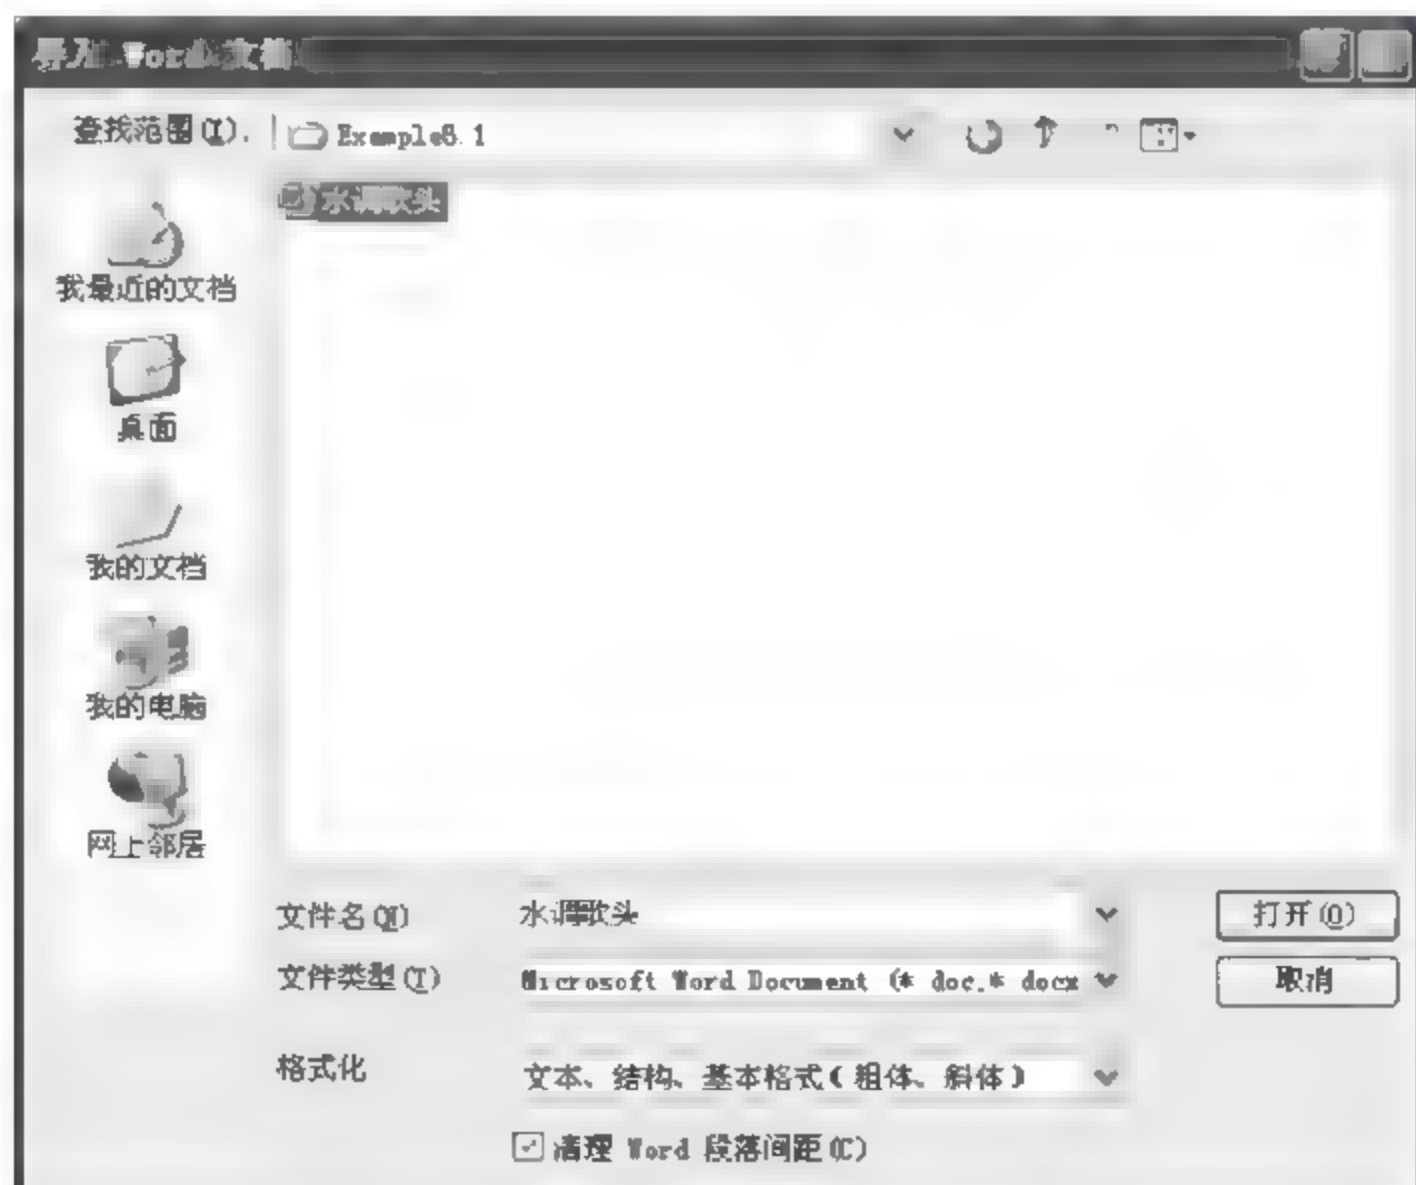 导入 Word 文档
查找范围(I):
Example8.1
水调歌头
我最近的文档
桌面
我的文档
我的电脑
网上邻居
文件名(N)
水调歌头
打开(O)
文件类型(T)
Microsoft Word Document (*.doc,*.docx
取消
格式化
文本、结构、基本格式(粗体、斜体)
清理 Word 段落间距(C)